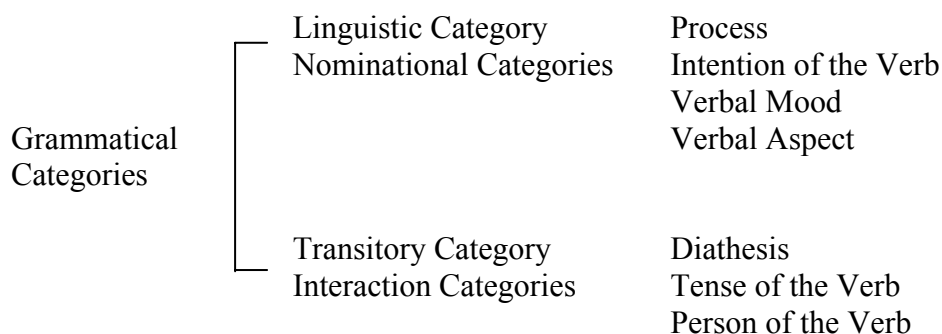 Linguistic Category Process
Nominational Categories Intention of the Verb
Verbal Mood
Grammatical Verbal Aspect
Categories
Transitory Category Diathesis
Interaction Categories Tense of the Verb
Person of the Verb